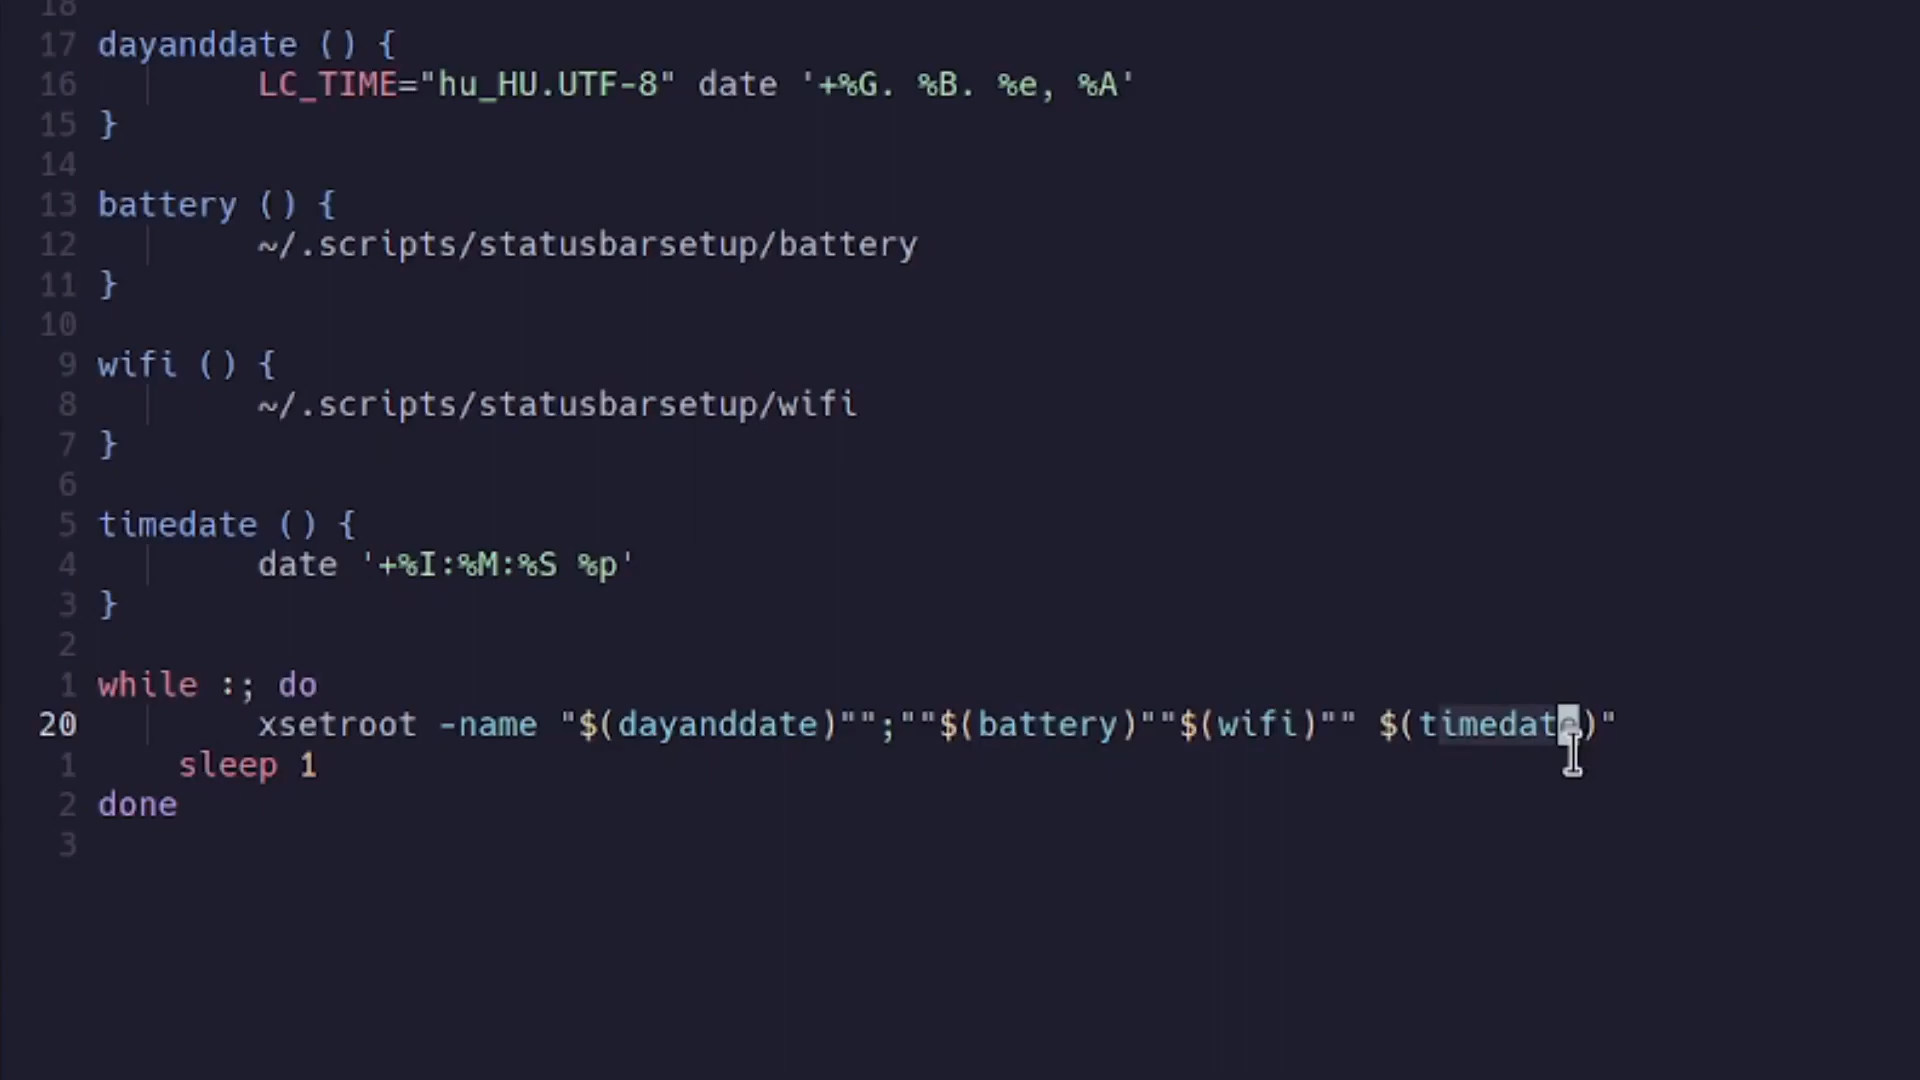 18
17 dayanddate () {
16 LC_TIME="hu_HU.UTF-8" date '+%G. %B. %e, %A'
15 }
14
13 battery () {
12 ~/.scripts/statusbarsetup/battery
11 }
10
9 wifi () {
8 ~/.scripts/statusbarsetup/wifi
7 }
6
5 timedate () {
4 date '+%I:%M:%S %p'
3 }
2
1 while :; do
20 xsetroot -name "$(dayanddate)"";""$(battery)""$(wifi)"" $(timedate)"
1 sleep 1
2 done
3